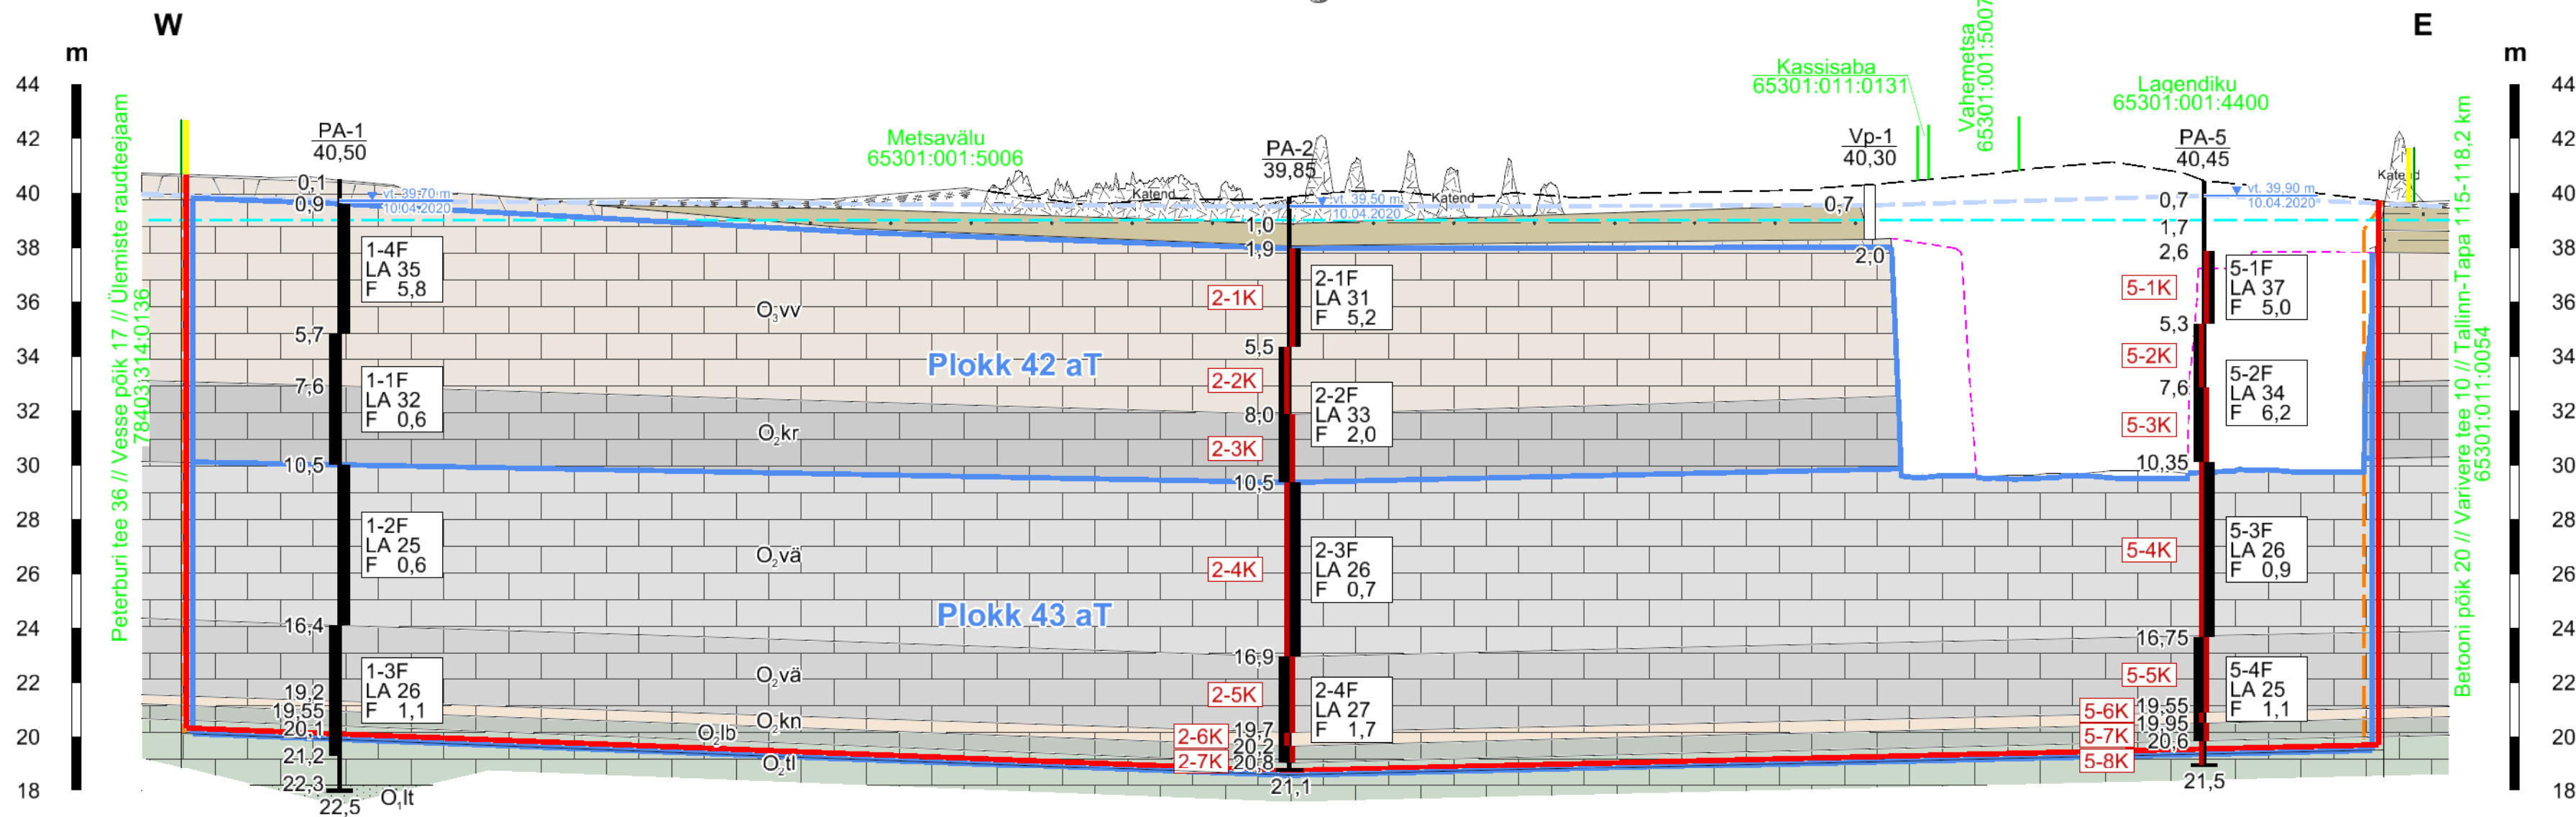 W
E
m
m
44
42
40
38
36
34
32
30
28
26
24
22
20
18
Peterburi tee 36 // Vesse põik 17 // Ülemiste raudteejaam
78403:314:0136
PA-1
40,50
0,1
0,9
5,7
7,6
10,5
16,4
19,2
19,55
20,1
21,2
22,3
22,5
vt. 39,70 m
10.04.2020
1-4F
LA 35
F 5,8
1-1F
LA 32
F 0,6
1-2F
LA 25
F 0,6
1-3F
LA 26
F 1,1
O₁lt
Metsavälu
65301:001:5006
Katend
O₃vv
Plokk 42 aT
O₂kr
O₂vä
Plokk 43 aT
O₂vä
O₂kn
O₂lb
O₂tl
PA-2
39,85
1,0
1,9
5,5
8,0
10,5
16,9
19,7
20,2
20,8
21,1
vt. 39,50 m
10.04.2020
Katend
2-1K
2-2K
2-3K
2-4K
2-5K
2-6K
2-7K
2-1F
LA 31
F 5,2
2-2F
LA 33
F 2,0
2-3F
LA 26
F 0,7
2-4F
LA 27
F 1,7
Kassisaba
65301:011:0131
Vahemetsa
65301:001:5007
Vp-1
40,30
0,7
2,0
Lagendiku
65301:001:4400
PA-5
40,45
0,7
1,7
2,6
5,3
7,6
10,35
16,75
19,55
19,95
20,6
21,5
vt. 39,90 m
10.04.2020
5-1K
5-2K
5-3K
5-4K
5-5K
5-6K
5-7K
5-8K
5-1F
LA 37
F 5,0
5-2F
LA 34
F 6,2
5-3F
LA 26
F 0,9
5-4F
LA 25
F 1,1
Katend
Betooni põik 20 // Varivere tee 10 // Tallinn-Tapa 115-118,2 km
65301:011:0054
44
42
40
38
36
34
32
30
28
26
24
22
20
18